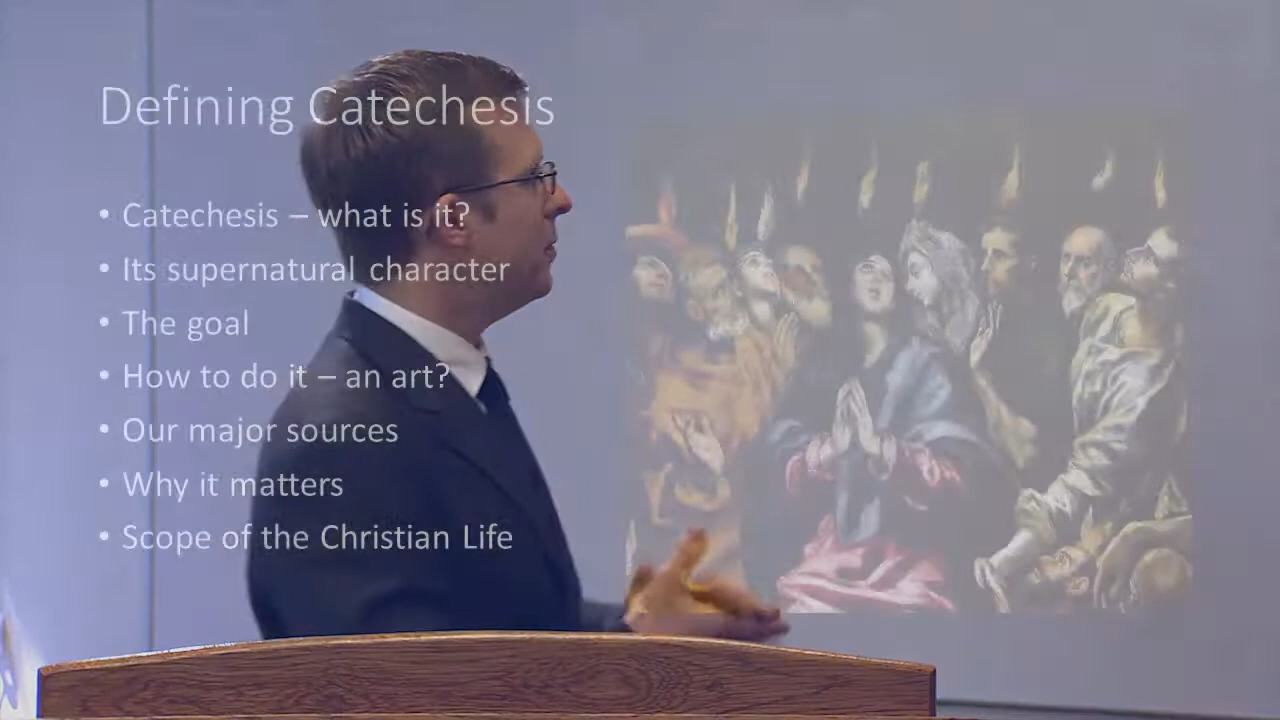 Defining Catechesis
• Catechesis – what is it?
• Its supernatural character
• The goal
• How to do it – an art?
• Our major sources
• Why it matters
• Scope of the Christian Life